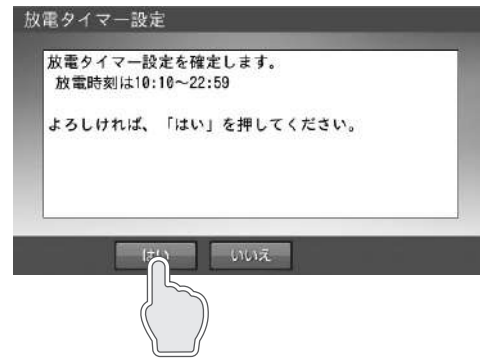 放電タイマー設定
放電タイマー設定を確定します。
放電時刻は10:10～22:59
よろしければ、「はい」を押してください。
はい
いいえ